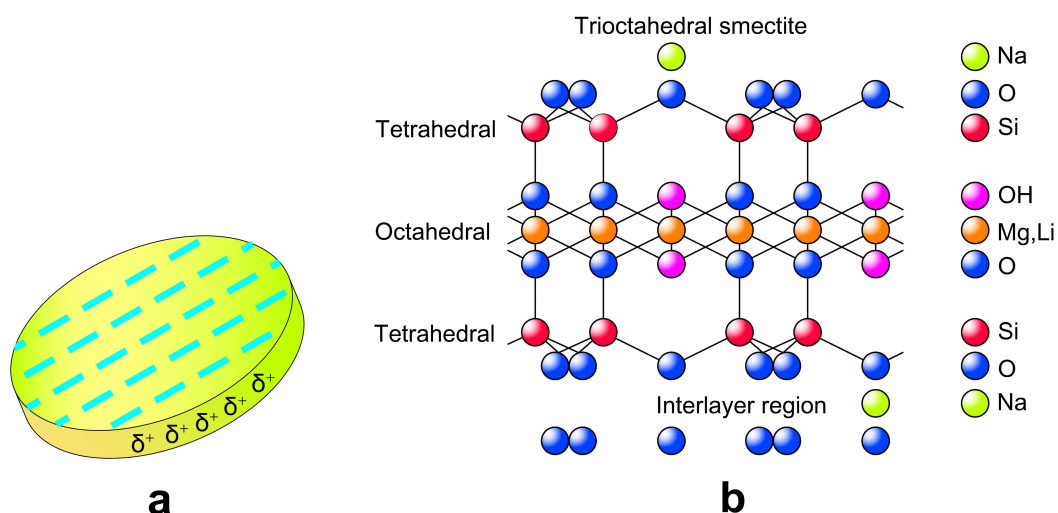 Trioctahedral smectite
Na
O
Tetrahedral
Si
OH
Octahedral
Mg,Li
O
Tetrahedral
Si
O
Interlayer region
Na
δ+ δ+ δ+ δ+ δ+
a
b